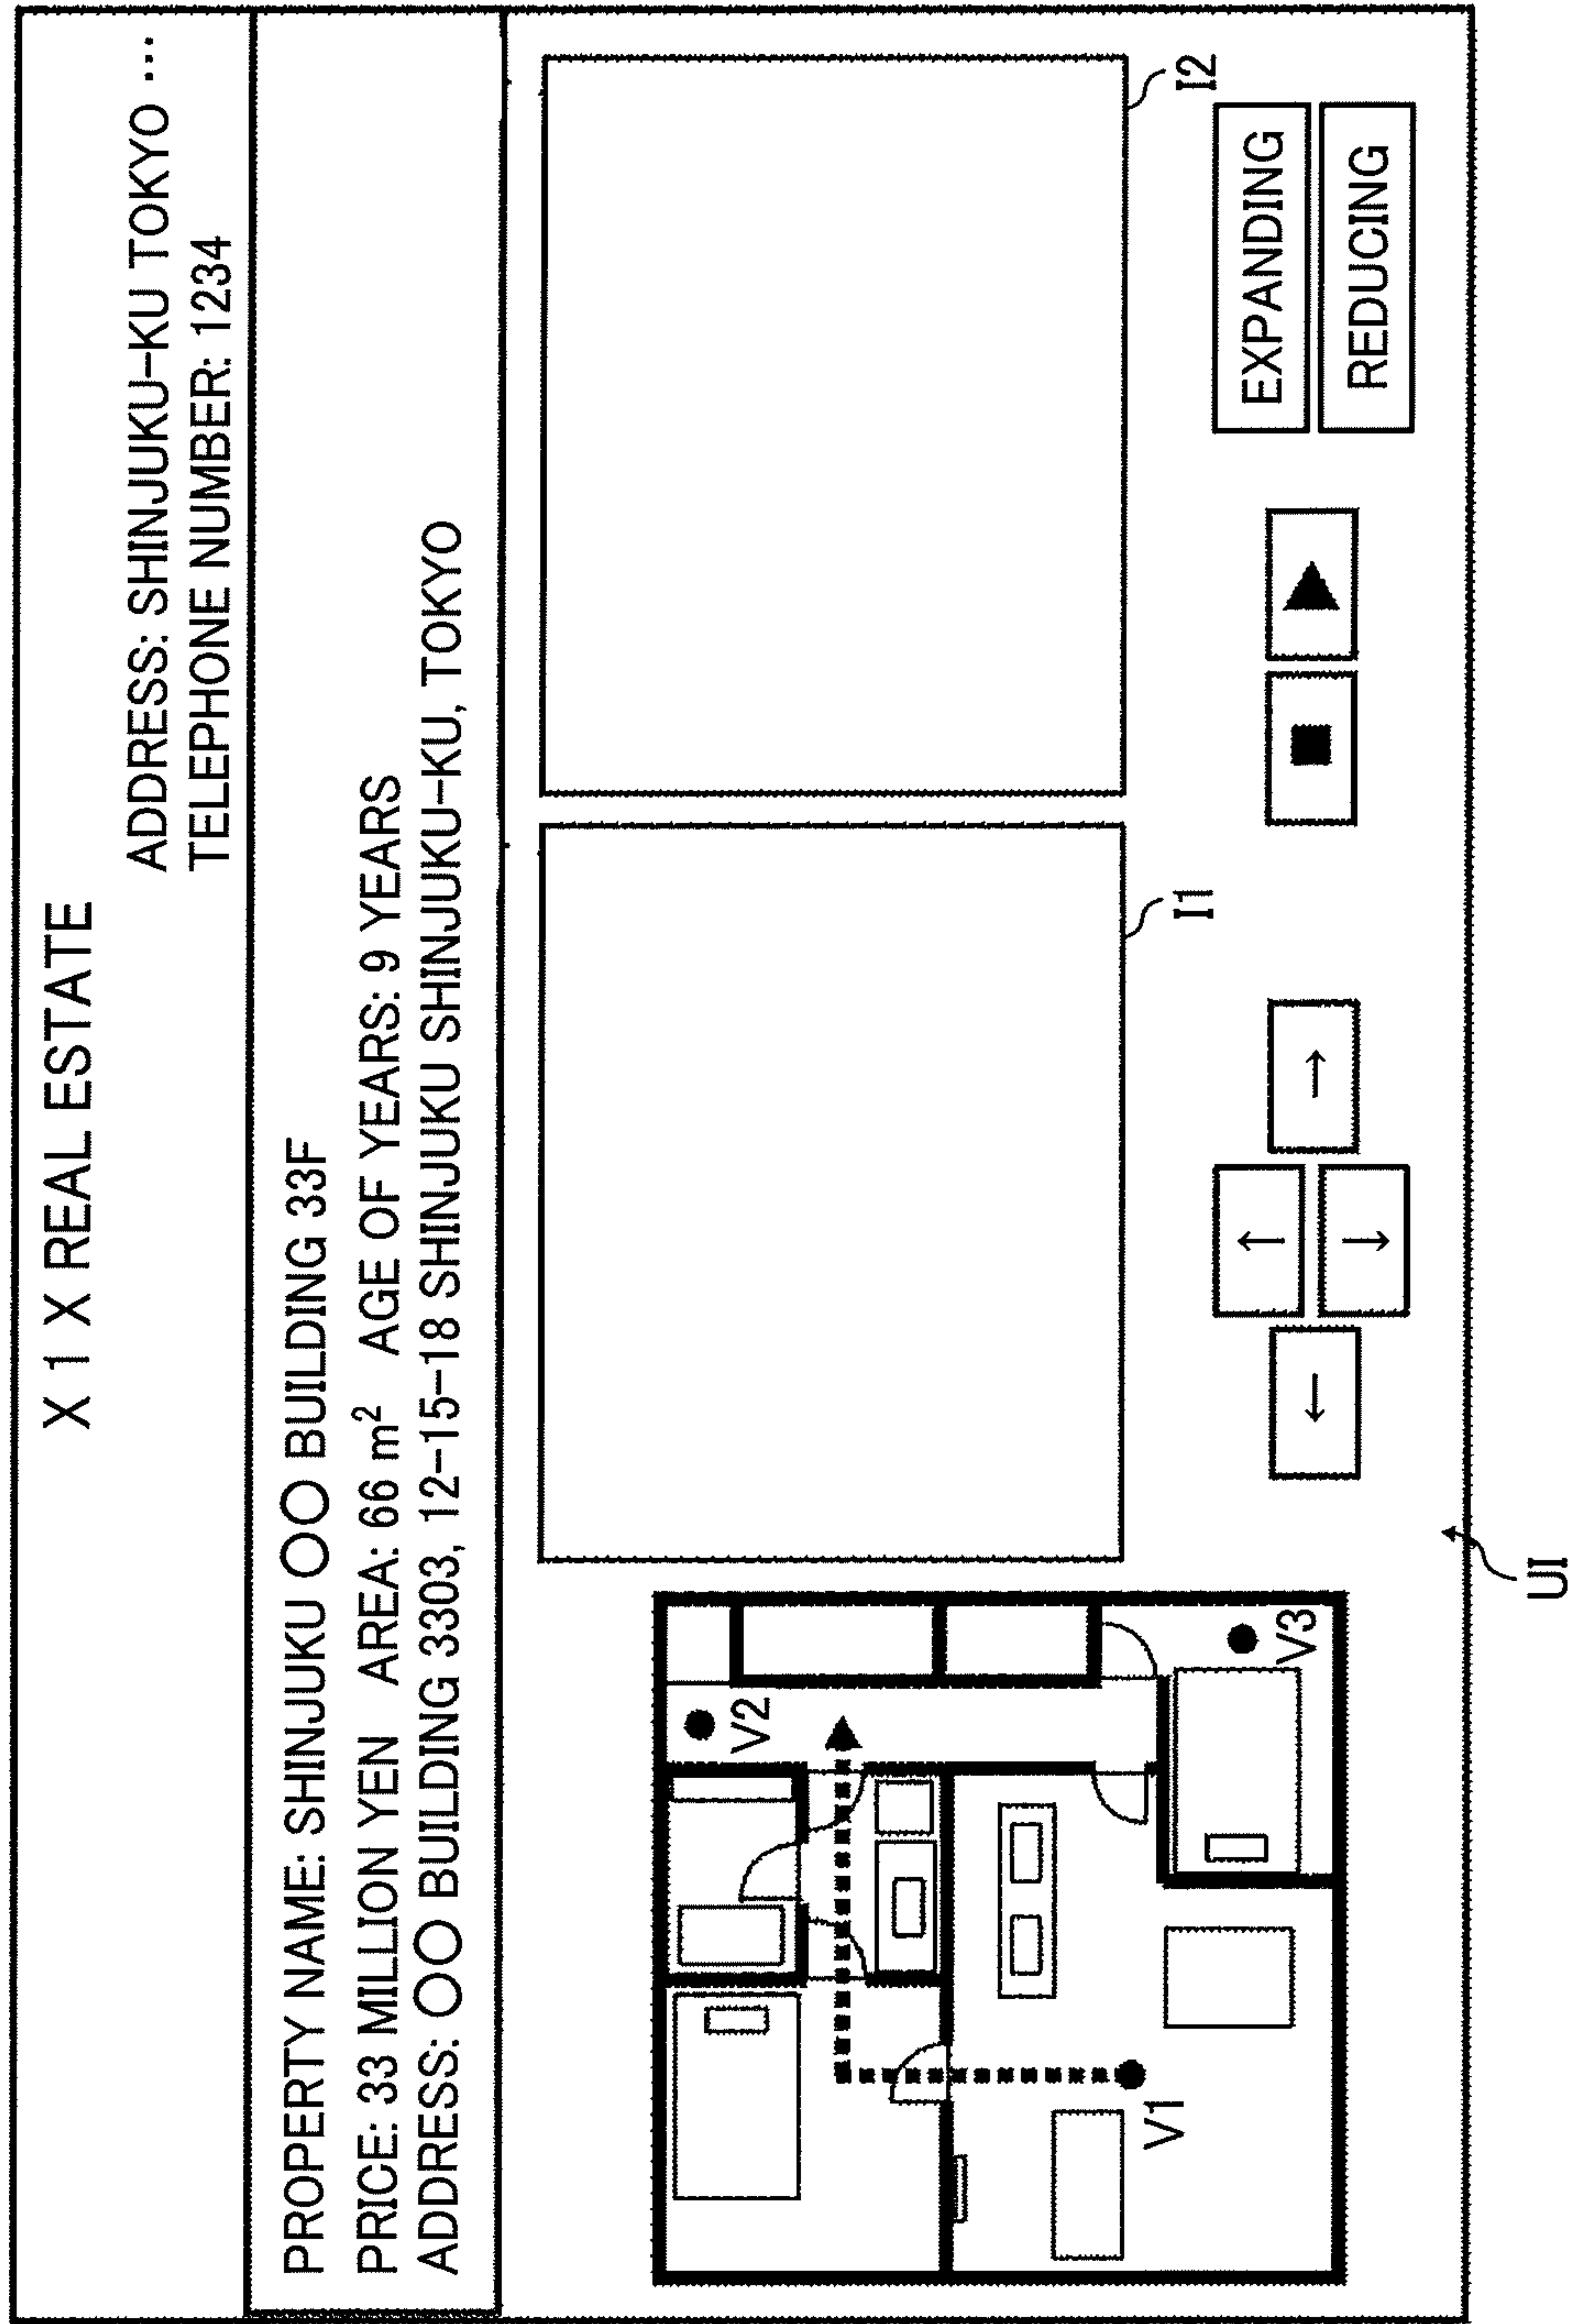 X 1 X REAL ESTATE
ADDRESS: SHINJUKU-KU TOKYO ...
TELEPHONE NUMBER: 1234
PROPERTY NAME: SHINJUKU ○○ BUILDING 33F
PRICE: 33 MILLION YEN AREA: 66 m² AGE OF YEARS: 9 YEARS
ADDRESS: ○○ BUILDING 3303, 12-15-18 SHINJUKU SHINJUKU-KU, TOKYO
V2
V1
V3
I1
I2
← ↑ ↓ →
■ ▶
EXPANDING
REDUCING
UI